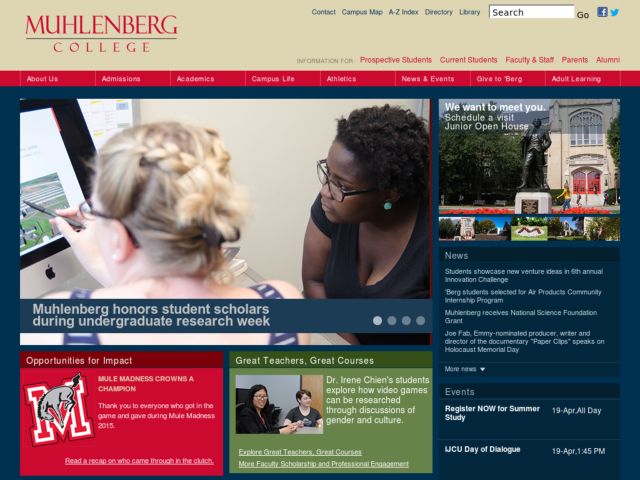 MUHLENBERG
COLLEGE
Contact Campus Map A-Z Index Directory Library
Search
Go
INFORMATION FOR Prospective Students Current Students Faculty & Staff Parents Alumni
About Us Admissions Academics Campus Life Athletics News & Events Give to 'Berg Adult Learning
We want to meet you.
Schedule a visit
Junior Open House
Muhlenberg honors student scholars
during undergraduate research week
News
Students showcase new venture ideas in 6th annual
Innovation Challenge
'Berg students selected for Air Products Community
Internship Program
Muhlenberg receives National Science Foundation
Grant
Joe Fab, Emmy-nominated producer, writer and
director of the documentary "Paper Clips" speaks on
Holocaust Memorial Day
More news
Opportunities for Impact
MULE MADNESS CROWNS A
CHAMPION
Thank you to everyone who got in the
game and gave during Mule Madness
2015.
Read a recap on who came through in the clutch.
Great Teachers, Great Courses
Dr. Irene Chien's students
explore how video games
can be researched
through discussions of
gender and culture.
Explore Great Teachers, Great Courses
More Faculty Scholarship and Professional Engagement
Events
Register NOW for Summer
Study
19-Apr,All Day
IJCU Day of Dialogue
19-Apr,1:45 PM